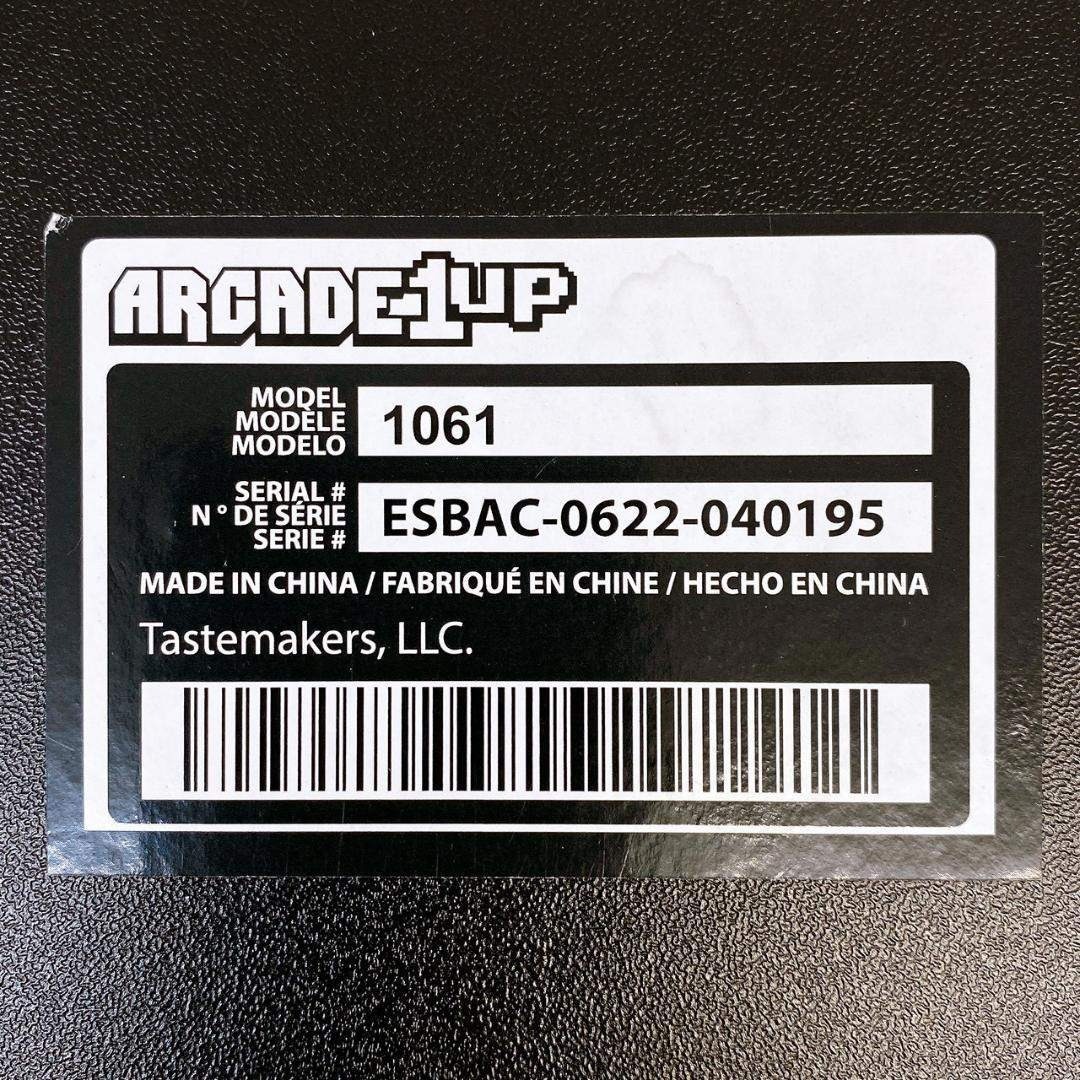 ARCADE1UP
MODEL
MODÈLE
MODELO
1061
SERIAL #
N° DE SÉRIE
SERIE #
ESBAC-0622-040195
MADE IN CHINA / FABRIQUÉ EN CHINE / HECHO EN CHINA
Tastemakers, LLC.